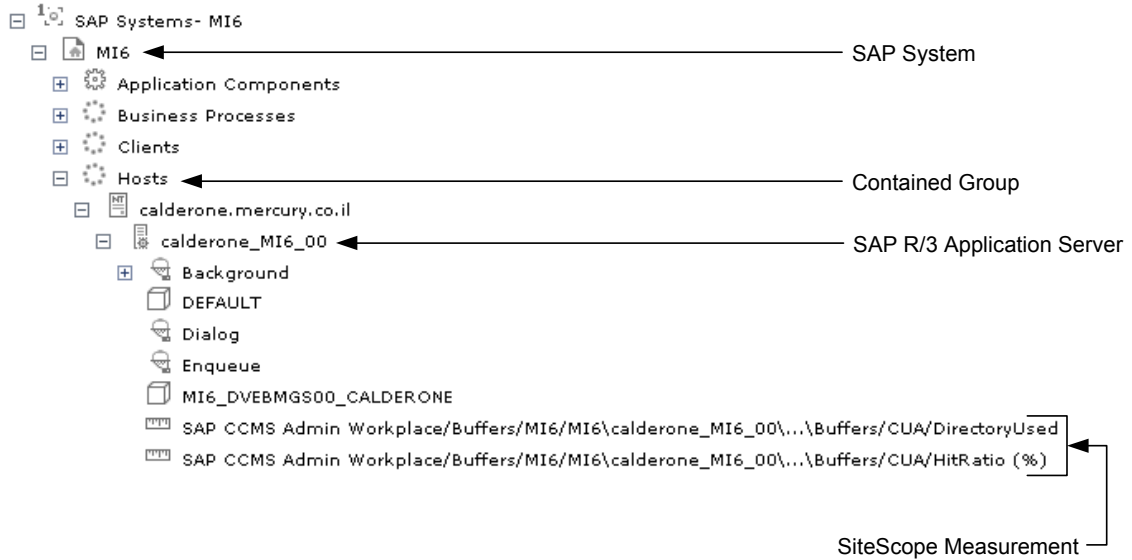 1 SAP Systems- MI6
MI6
SAP System
Application Components
Business Processes
Clients
Hosts
Contained Group
NT calderone.mercury.co.il
calderone_MI6_00
SAP R/3 Application Server
Background
DEFAULT
Dialog
Enqueue
MI6_DVEBMGS00_CALDERONE
SAP CCMS Admin Workplace/Buffers/MI6/MI6\calderone_MI6_00\...\Buffers/CUA/DirectoryUsed
SAP CCMS Admin Workplace/Buffers/MI6/MI6\calderone_MI6_00\...\Buffers/CUA/HitRatio (%)
SiteScope Measurement